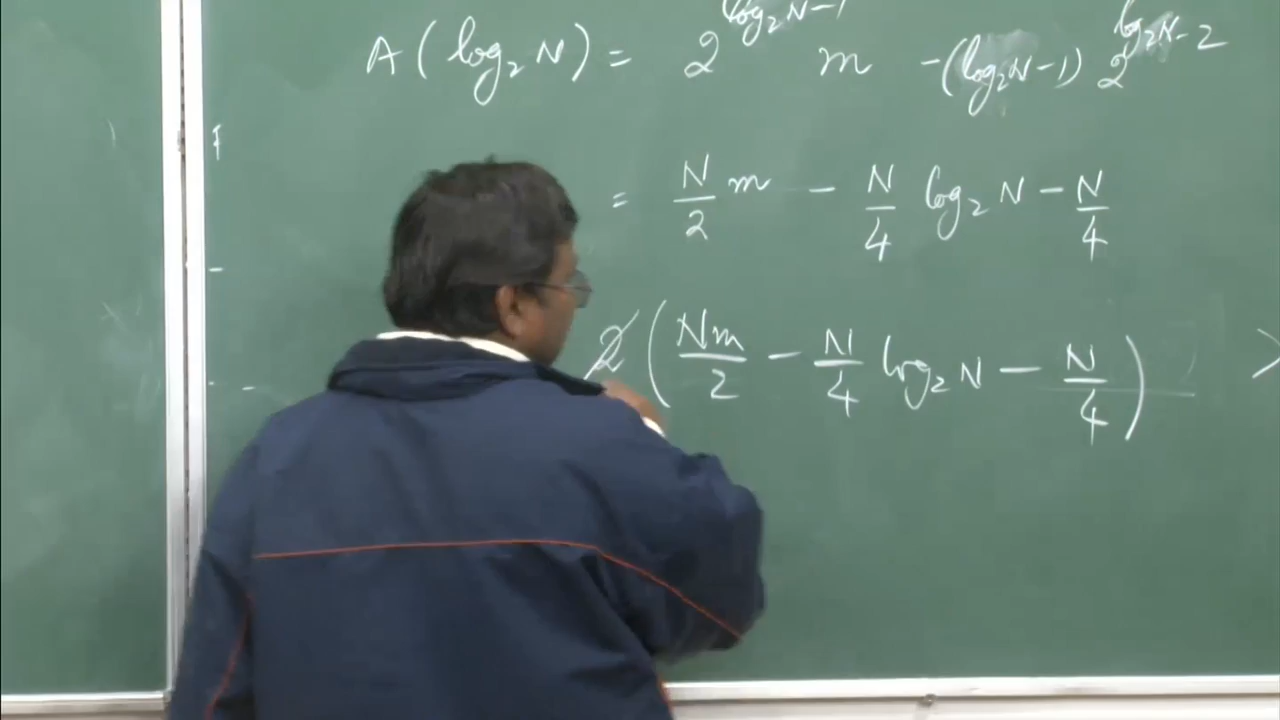 A(log₂ N) = 2^(log₂N-1) m -(log₂N-1) 2^(log₂N-2)
= N/2 m - N/4 log₂ N - N/4
2(Nm/2 - N/4 log₂ N - N/4) >